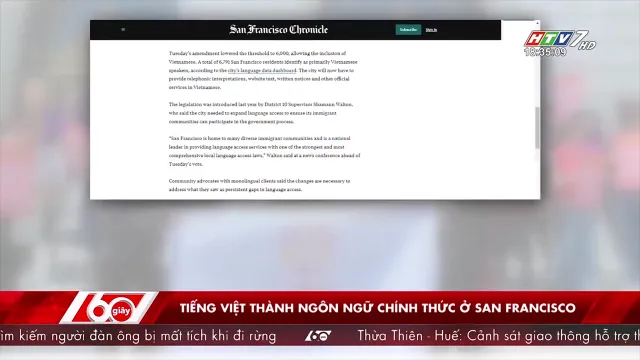 San Francisco Chronicle
Subscribe
Sign in
HTV7 HD
18:35:09
Tuesday's amendment lowered the threshold to 6,000, allowing the inclusion of
Vietnamese. A total of 6,791 San Francisco residents identify as primarily Vietnamese
speakers, according to the city's language data dashboard. The city will now have to
provide telephonic interpretations, website text, written notices and other official
services in Vietnamese.
The legislation was introduced last year by District 10 Supervisor Shamann Walton,
who said the city needed to expand language access to ensure its immigrant
communities can participate in the government process.
"San Francisco is home to many diverse immigrant communities and is a national
leader in providing language access services with one of the strongest and most
comprehensive local language access laws," Walton said at a news conference ahead of
Tuesday's vote.
Community advocates with monolingual clients said the changes are necessary to
address what they saw as persistent gaps to language access.
60 giây
TIẾNG VIỆT THÀNH NGÔN NGỮ CHÍNH THỨC Ở SAN FRANCISCO
ìm kiếm người đàn ông bị mất tích khi đi rừng 60 Thừa Thiên - Huế: Cảnh sát giao thông hỗ trợ